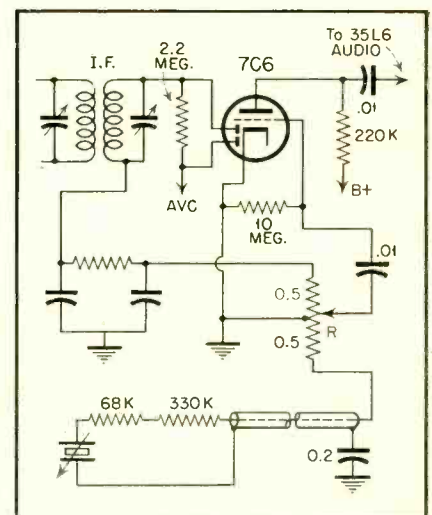 To 35L6
AUDIO
I.F.
2.2
MEG.
7C6
.01
220K
AVC
B+
10
MEG.
.01
0.5
R
0.5
68K
330K
0.2